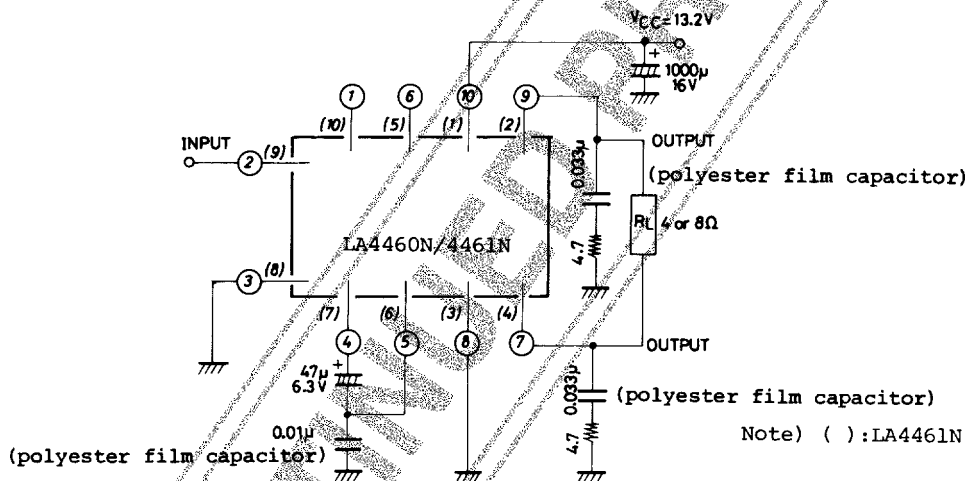 VCC=13.2V
+
1000μ
16V
1
6
10
9
(10)
(5)
(1)
(2)
INPUT
2
(9)
OUTPUT
0.033μ
(polyester film capacitor)
RL 4 or 8Ω
4.7
LA4460N/4461N
3
(8)
(7)
(6)
(3)
(4)
4
5
8
7
OUTPUT
+
47μ
6.3V
0.033μ
(polyester film capacitor)
4.7
0.01μ
(polyester film capacitor)
Note) ( ):LA4461N